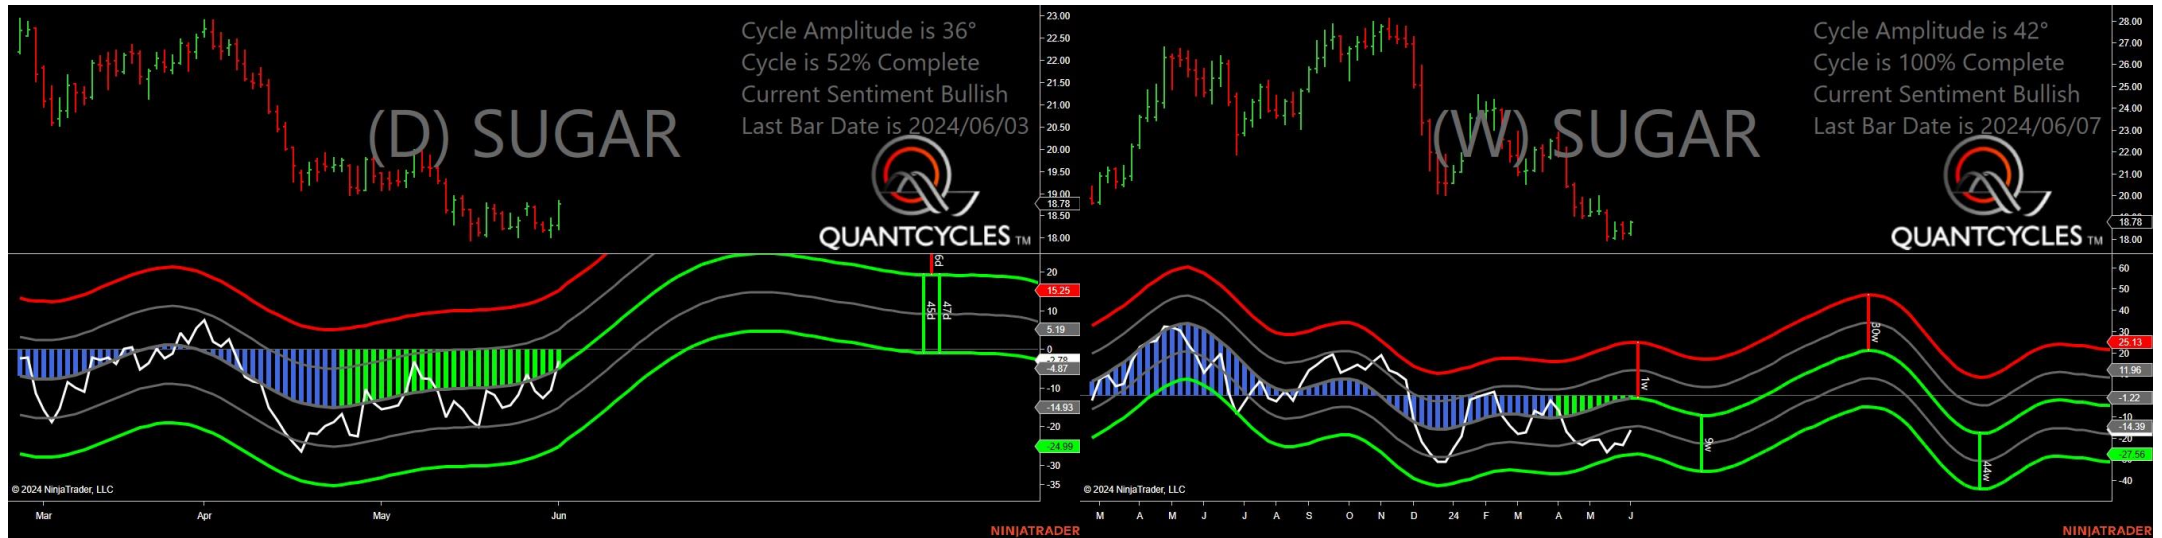 Cycle Amplitude is 36°
Cycle is 52% Complete
Current Sentiment Bullish
Last Bar Date is 2024/06/03
(D) SUGAR
QUANTCYCLES TM
23.00
22.50
22.00
21.50
21.00
20.50
20.00
19.50
19.00
18.78
18.50
18.00
6d
45d
47d
20
15.25
10
5.19
0
-2.78
-4.87
-10
-14.93
-20
-24.99
-30
-35
© 2024 NinjaTrader, LLC
Mar
Apr
May
Jun
NINJATRADER
Cycle Amplitude is 42°
Cycle is 100% Complete
Current Sentiment Bullish
Last Bar Date is 2024/06/07
(W) SUGAR
QUANTCYCLES TM
28.00
27.00
26.00
25.00
24.00
23.00
22.00
21.00
20.00
18.78
18.00
1w
9w
30w
44w
60
50
40
30
25.13
20
11.96
-1.22
-10
-14.39
-20
-27.56
-40
© 2024 NinjaTrader, LLC
M A M J J A S O N D 24 F M A M J
NINJATRADER